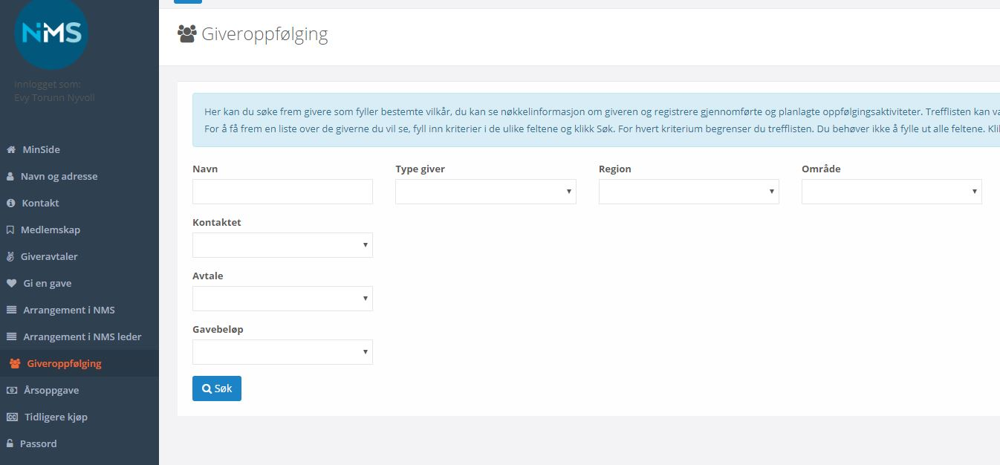 NMS
Innlogget som:
Evy Torunn Nyvoll
MinSide
Navn og adresse
Kontakt
Medlemskap
Giveravtaler
Gi en gave
Arrangement i NMS
Arrangement i NMS leder
Giveroppfølging
Årsoppgave
Tidligere kjøp
Passord
Giveroppfølging
Her kan du søke frem givere som fyller bestemte vilkår, du kan se nøkkelinformasjon om giveren og registrere gjennomførte og planlagte oppfølgingsaktiviteter. Trefflisten kan
For å få frem en liste over de giverne du vil se, fyll inn kriterier i de ulike feltene og klikk Søk. For hvert kriterium begrenser du trefflisten. Du behøver ikke å fylle ut alle feltene.
Navn
Type giver
Region
Område
Kontaktet
Avtale
Gavebeløp
Søk